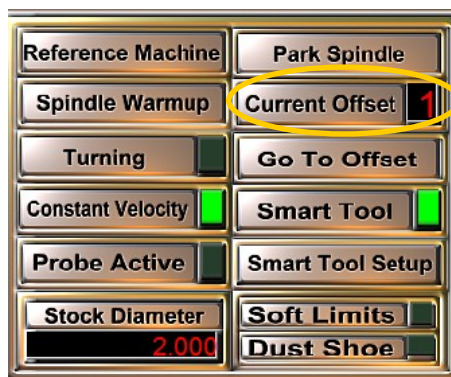 Reference Machine Park Spindle
Spindle Warmup Current Offset 1
Turning Go To Offset
Constant Velocity Smart Tool
Probe Active Smart Tool Setup
Stock Diameter Soft Limits
2.000 Dust Shoe